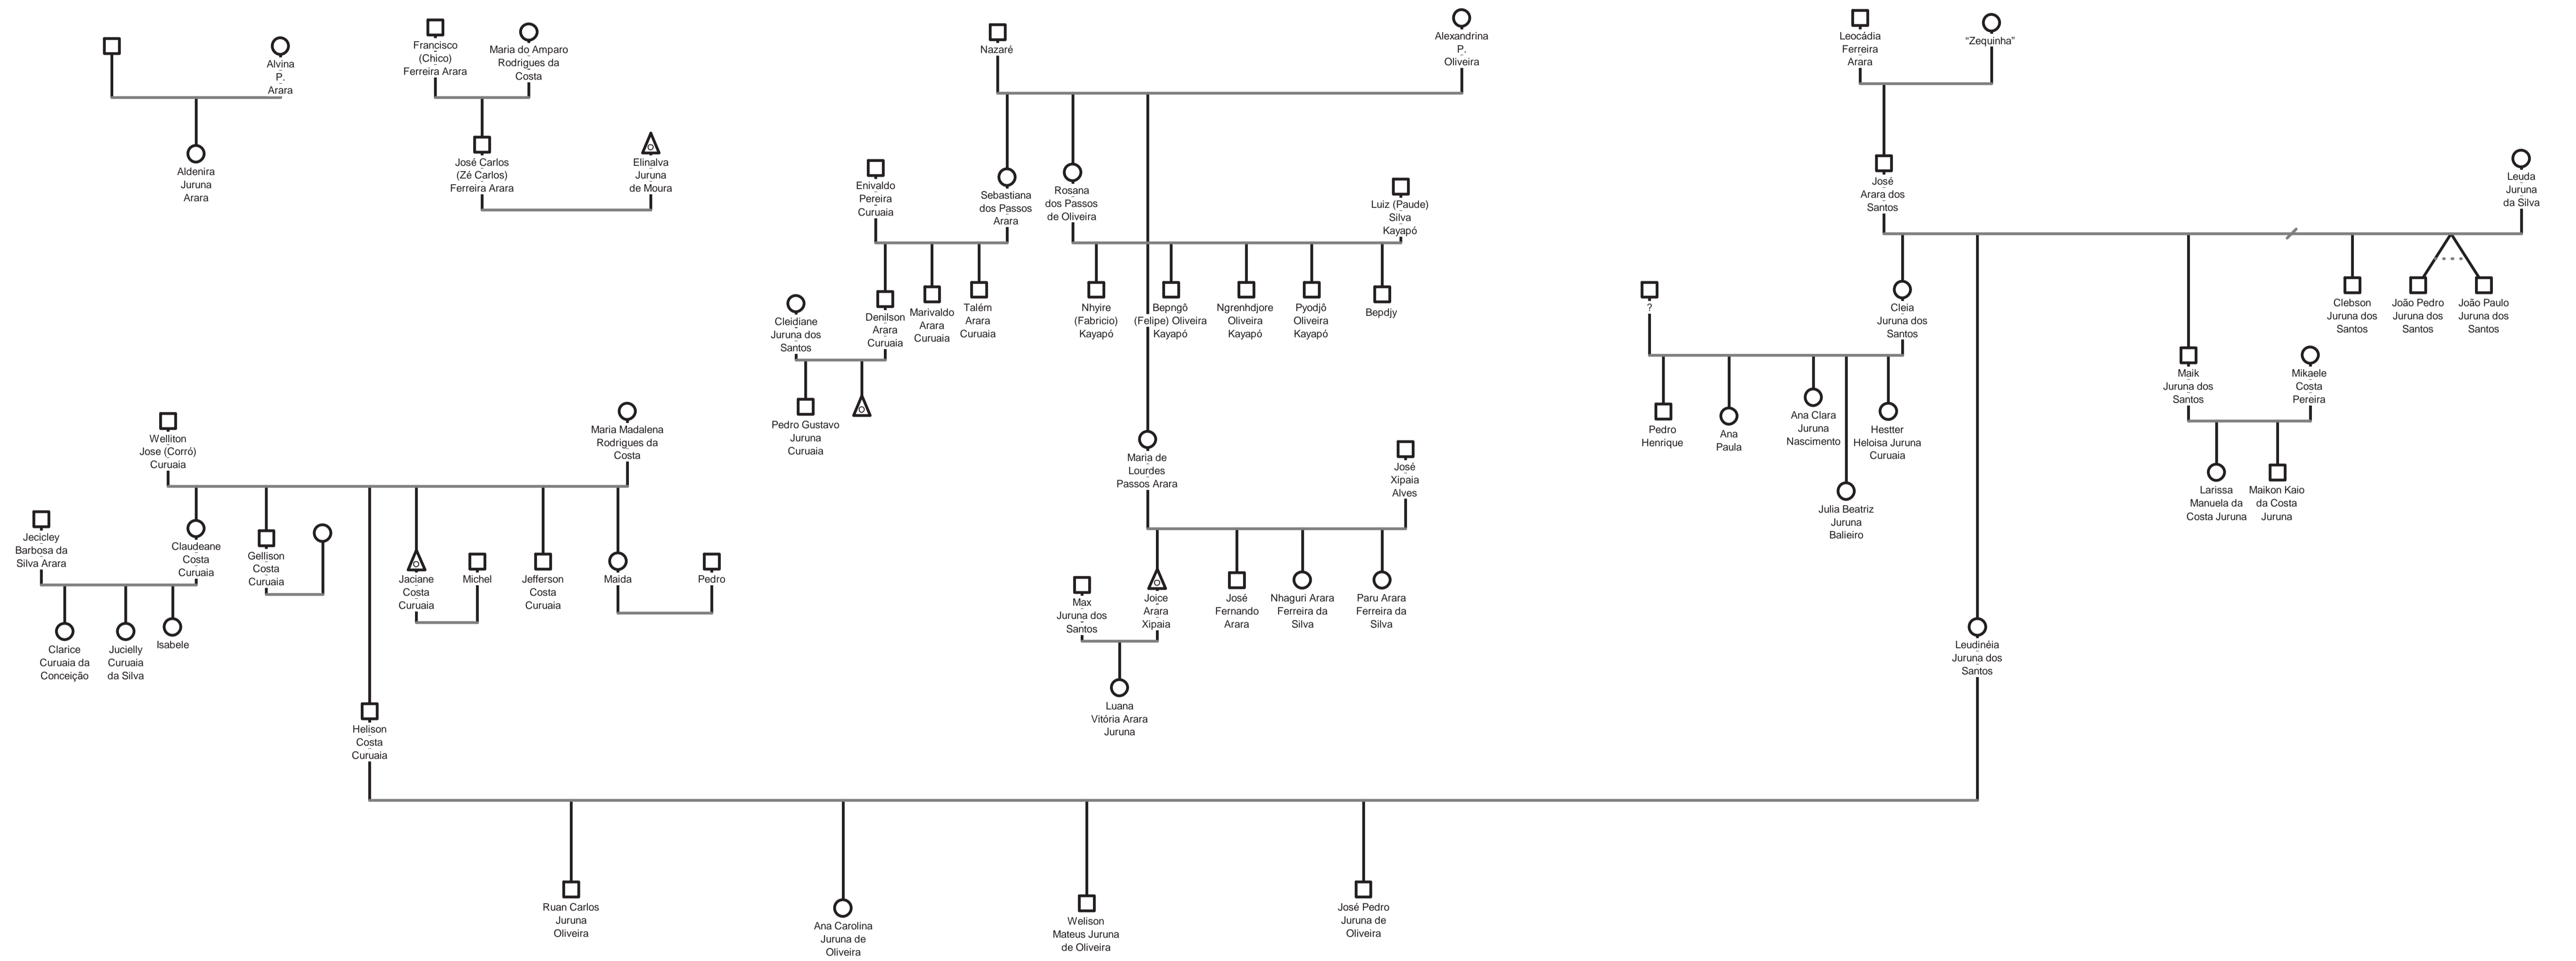 Alvina
P.
Arara
Aldenira
Juruna
Arara
Francisco
(Chico)
Ferreira Arara
Maria do Amparo
Rodrigues da
Costa
José Carlos
(Zé Carlos)
Ferreira Arara
Elinalva
Juruna
de Moura
Nazaré
Alexandrina
P.
Oliveira
Enivaldo
Pereira
Curuaia
Sebastiana
dos Passos
Arara
Rosana
dos Passos
de Oliveira
Luiz (Paude)
Silva
Kayapó
Cleidiane
Juruna dos
Santos
Denilson
Arara
Curuaia
Marivaldo
Arara
Curuaia
Talém
Arara
Curuaia
Nhyire
(Fabricio)
Kayapó
Bepngô
(Felipe) Oliveira
Kayapó
Ngrenhdjore
Oliveira
Kayapó
Pyodjô
Oliveira
Kayapó
Bepdjy
Pedro Gustavo
Juruna
Curuaia
Maria de
Lourdes
Passos Arara
José
Xipaia
Alves
Max
Juruna dos
Santos
Joice
Arara
Xipaia
José
Fernando
Arara
Nhaguri Arara
Ferreira da
Silva
Paru Arara
Ferreira da
Silva
Luana
Vitória Arara
Juruna
Leocádia
Ferreira
Arara
“Zequinha”
José
Arara dos
Santos
Leuda
Juruna
da Silva
?
Cleia
Juruna dos
Santos
Clebson
Juruna dos
Santos
João Pedro
Juruna dos
Santos
João Paulo
Juruna dos
Santos
Maik
Juruna dos
Santos
Mikaele
Costa
Pereira
Pedro
Henrique
Ana
Paula
Ana Clara
Juruna
Nascimento
Hestter
Heloisa Juruna
Curuaia
Julia Beatriz
Juruna
Balieiro
Larissa
Manuela da
Costa Juruna
Maikon Kaio
da Costa
Juruna
Leudinéia
Juruna dos
Santos
Welliton
Jose (Corró)
Curuaia
Maria Madalena
Rodrigues da
Costa
Jecicley
Barbosa da
Silva Arara
Claudeane
Costa
Curuaia
Gellison
Costa
Curuaia
Jaciane
Costa
Curuaia
Michel
Jefferson
Costa
Curuaia
Maida
Pedro
Clarice
Curuaia da
Conceição
Jucielly
Curuaia
da Silva
Isabele
Helison
Costa
Curuaia
Ruan Carlos
Juruna
Oliveira
Ana Carolina
Juruna de
Oliveira
Welison
Mateus Juruna
de Oliveira
José Pedro
Juruna de
Oliveira